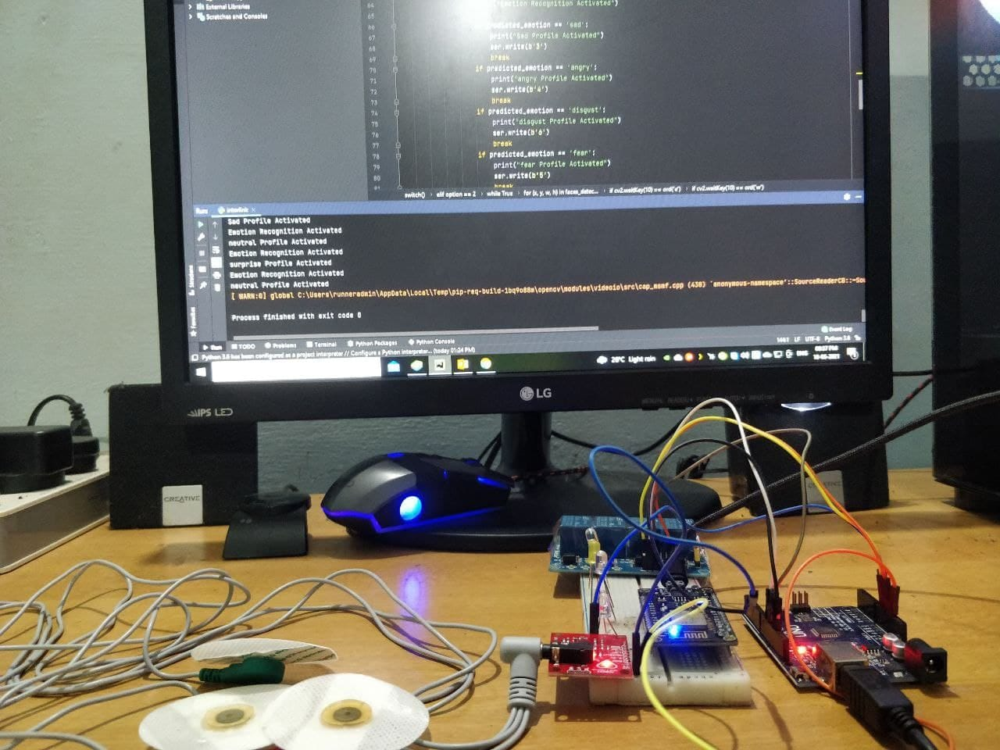 External Libraries
Scratches and Consoles
64
65
66
67
68
69
70
71
72
73
74
75
76
77
78
79
80
"Emotion Recognition Activated")
predicted_emotion == 'sad':
print("Sad Profile Activated")
ser.write(b'3')
break
if predicted_emotion == 'angry':
print("angry Profile Activated")
ser.write(b'4')
break
if predicted_emotion == 'disgust':
print("disgust Profile Activated")
ser.write(b'6')
break
if predicted_emotion == 'fear':
print("fear Profile Activated")
ser.write(b'5')
break
switch() elif option == 2 while True for (x, y, w, h) in faces_detec... if cv2.waitKey(10) == ord('e') if cv2.waitKey(10) == ord('w')
Run: interlink
Sad Profile Activated
Emotion Recognition Activated
neutral Profile Activated
Emotion Recognition Activated
surprise Profile Activated
Emotion Recognition Activated
neutral Profile Activated
[ WARN:0] global C:\Users\runneradmin\AppData\Local\Temp\pip-req-build-1bq9o88m\opencv\modules\videoio\src\cap_msmf.cpp (438) `anonymous-namespace'::SourceReaderCB::~Sou
Process finished with exit code 0
Structure
Favorites
Run TODO Problems Terminal Python Packages Python Console Event Log
Python 3.6 has been configured as a project interpreter // Configure a Python interpreter... (today 01:24 PM) LF UTF-8 Python 3.6
28°C Light rain ENG
IPS LED
LG
CREATIVE
CREATIVE
UNO